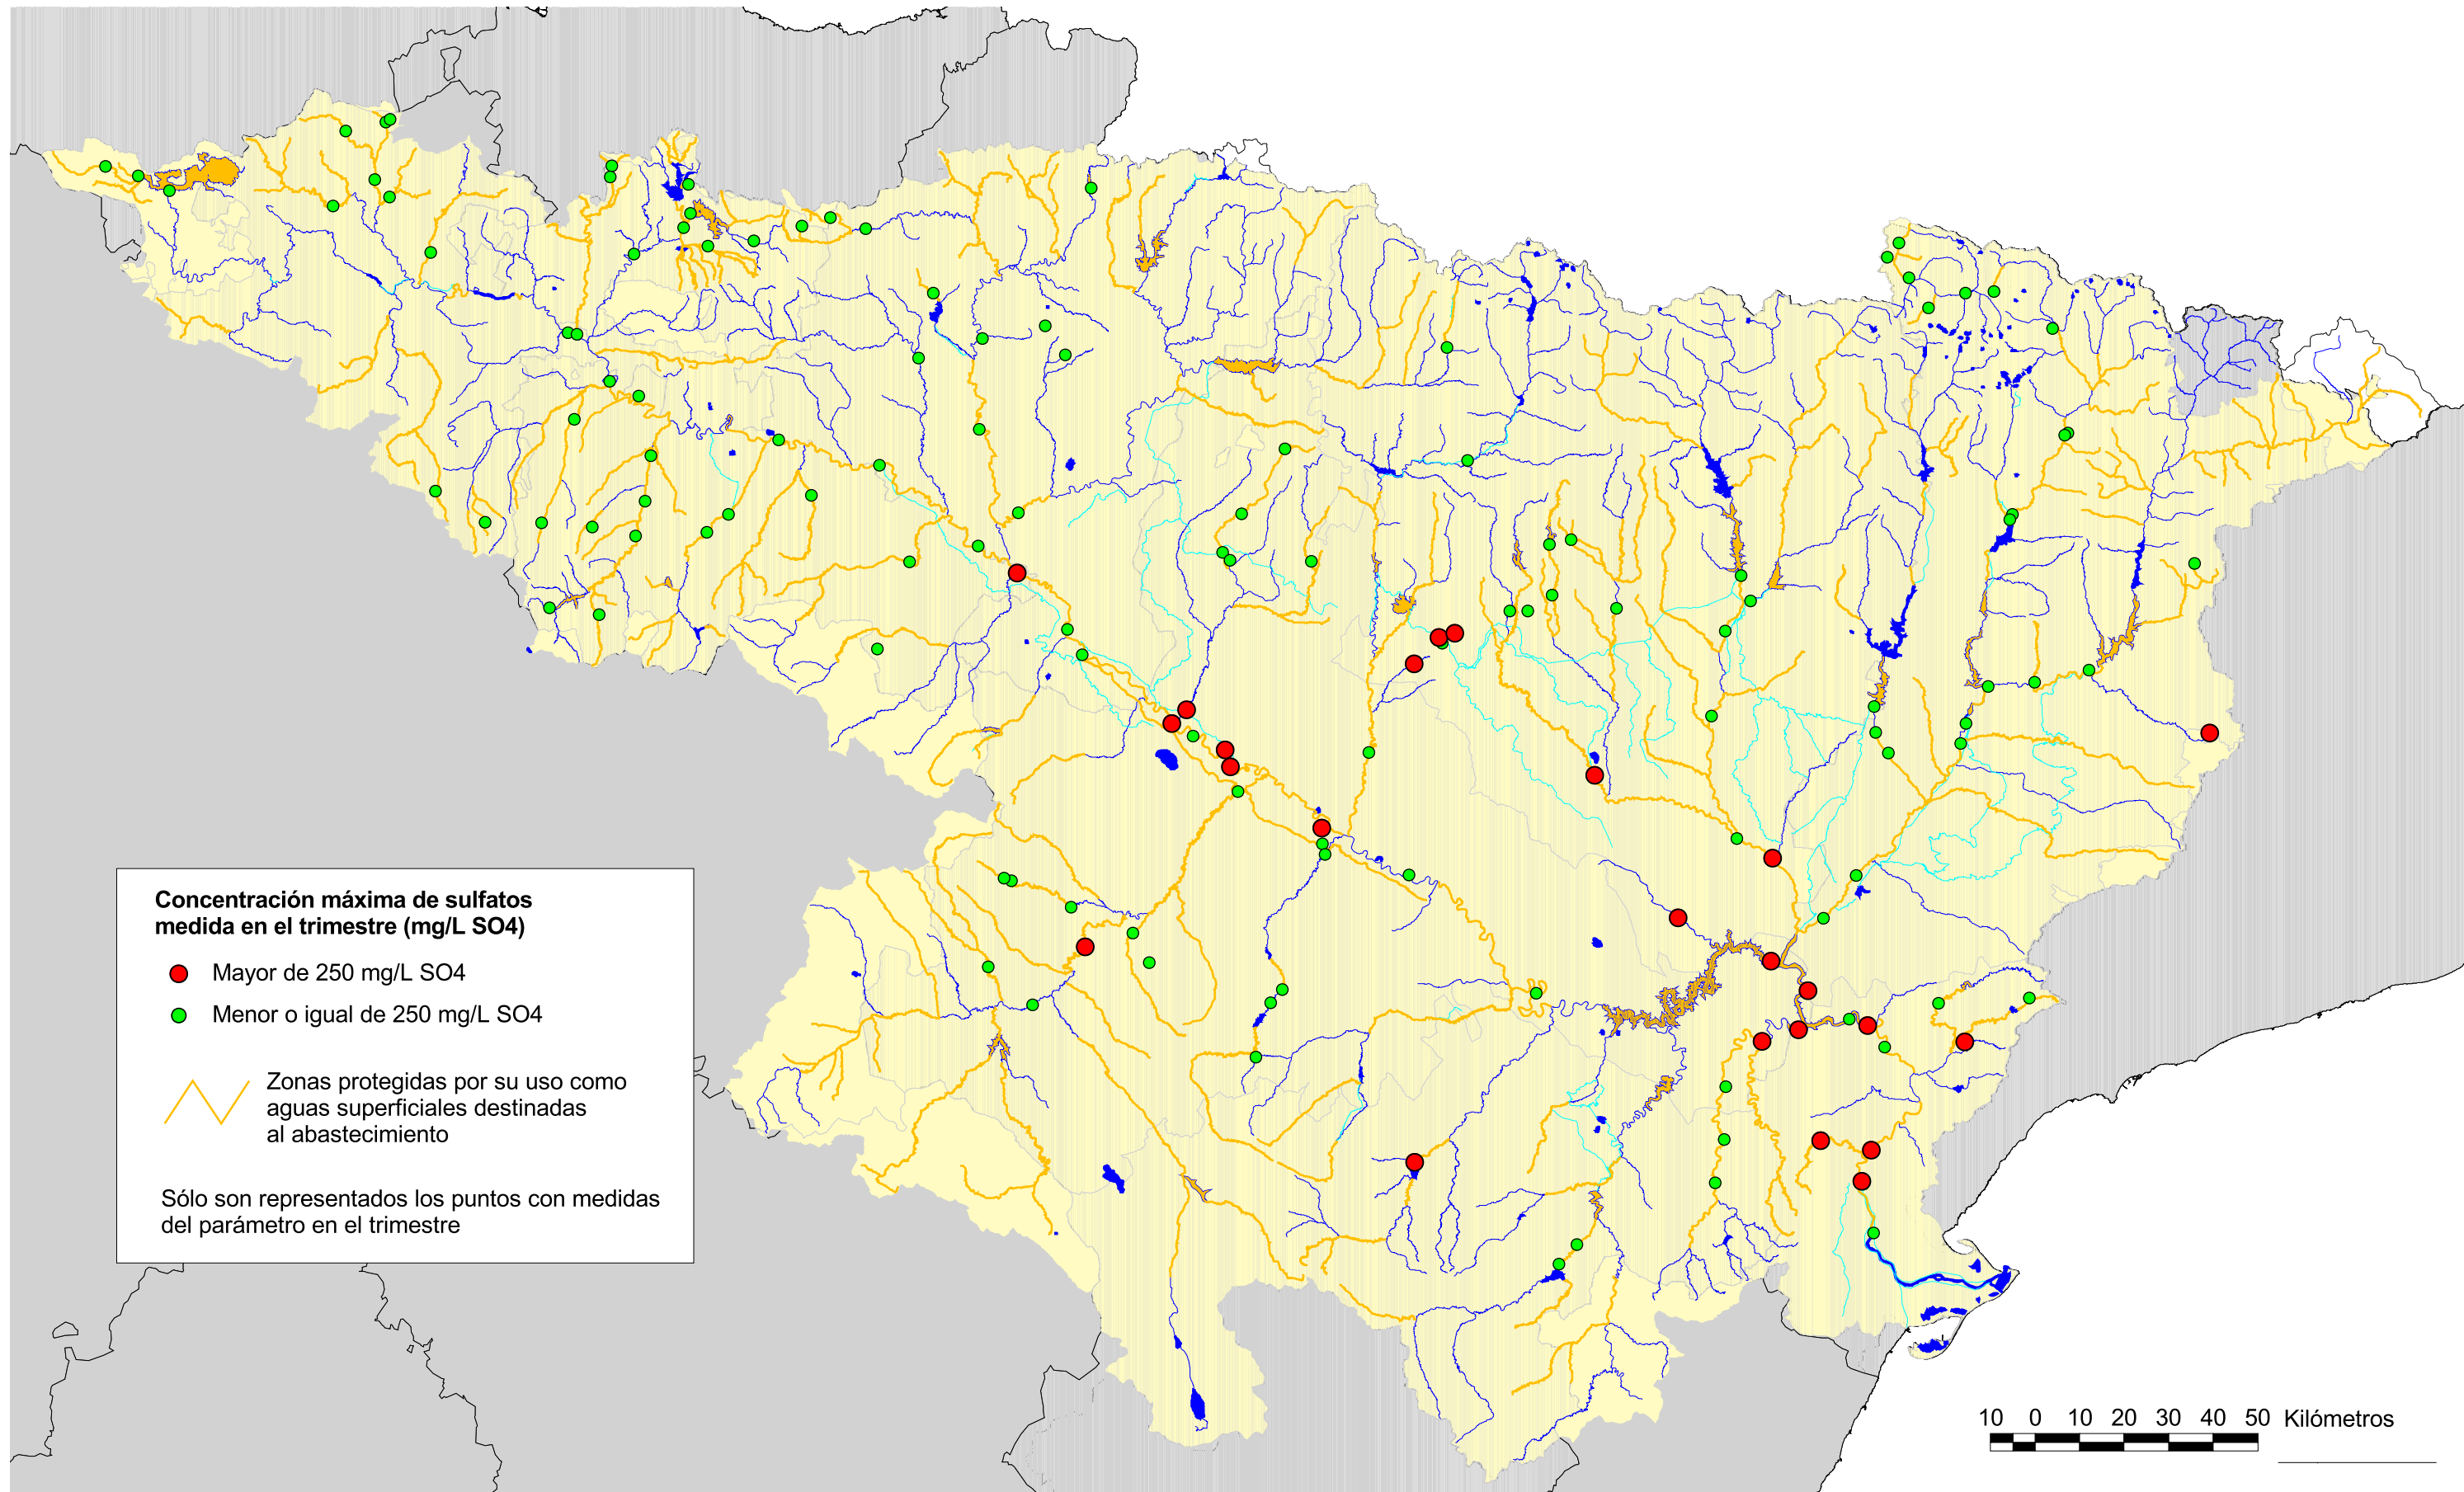 Concentración máxima de sulfatos
medida en el trimestre (mg/L SO4)
Mayor de 250 mg/L SO4
Menor o igual de 250 mg/L SO4
Zonas protegidas por su uso como
aguas superficiales destinadas
al abastecimiento
Sólo son representados los puntos con medidas
del parámetro en el trimestre
10 0 10 20 30 40 50 Kilómetros